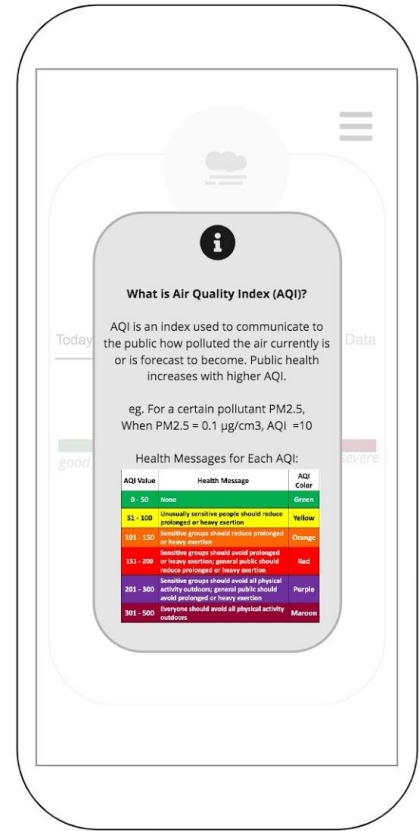 What is Air Quality Index (AQI)?
Today
AQI is an index used to communicate to
the public how polluted the air currently is
Data
or is forecast to become. Public health
increases with higher AQI.
eg. For a certain pollutant PM2.5,
When PM2.5 = 0.1 µg/cm3, AQI =10
good
Health Messages for Each AQI:
severe
AQI Value Health Message AQI Color
0 - 50 None Green
51 - 100 Unusually sensitive people should reduce prolonged or heavy exertion Yellow
101 - 150 Sensitive groups should reduce prolonged or heavy exertion Orange
151 - 200 Sensitive groups should avoid prolonged or heavy exertion; general public should reduce prolonged or heavy exertion Red
201 - 300 Sensitive groups should avoid all physical activity outdoors; general public should avoid prolonged or heavy exertion Purple
301 - 500 Everyone should avoid all physical activity outdoors Maroon